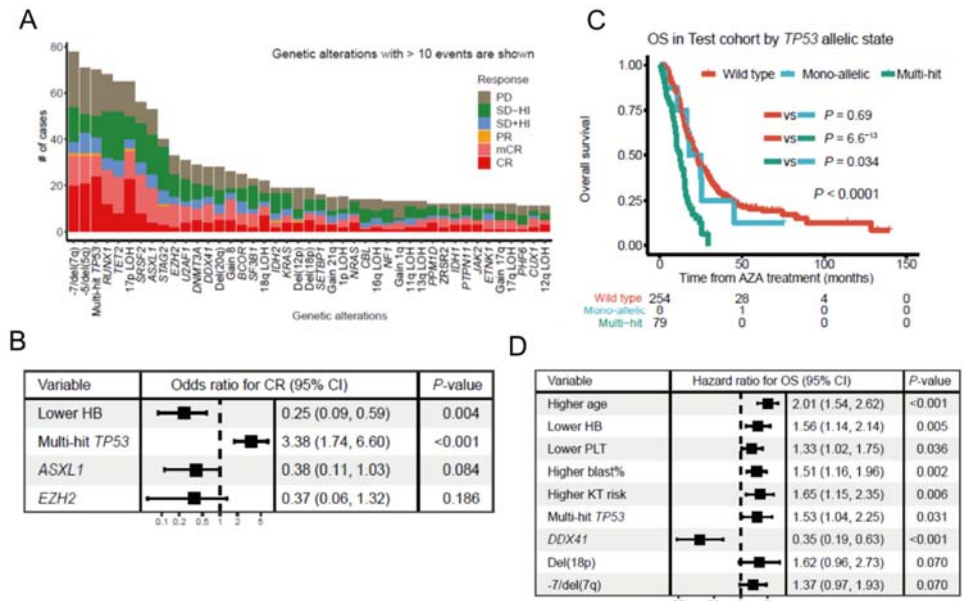 A
80
60
40
20
0
# of cases
Genetic alterations with > 10 events are shown
Response
PD
SD−HI
SD+HI
PR
mCR
CR
-7/del(7q)
-5/del(5q)
Multi-hit TP53
RUNX1
TET2
17p LOH
SRSF2
ASXL1
STAG2
EZH2
U2AF1
DNMT3A
DDX41
Del(20q)
Gain 8
BCOR
SF3B1
18q LOH
IDH2
KRAS
Del(12p)
Del(18p)
SETBP1
Gain 21q
1p LOH
NRAS
16q LOH
CBL
NF1
Gain 1q
11q LOH
13q LOH
PPM1D
ZRSR2
IDH1
PTPN11
JAK2
ETNK1
Gain 17q
17q LOH
PHF6
CUX1
12q LOH
Genetic alterations
C
OS in Test cohort by TP53 allelic state
Wild type Mono-allelic Multi-hit
1.00
0.75
0.50
0.25
0.00
Overall survival
vs P = 0.69
vs P = 6.6⁻¹³
vs P = 0.034
P < 0.0001
0 50 100 150
Time from AZA treatment (months)
Wild type 254 28 4 0
Mono-allelic 8 1 0 0
Multi-hit 79 0 0 0
B
Variable Odds ratio for CR (95% CI) P-value
Lower HB 0.25 (0.09, 0.59) 0.004
Multi-hit TP53 3.38 (1.74, 6.60) <0.001
ASXL1 0.38 (0.11, 1.03) 0.084
EZH2 0.37 (0.06, 1.32) 0.186
0.1 0.2 0.5 1 2 5
D
Variable Hazard ratio for OS (95% CI) P-value
Higher age 2.01 (1.54, 2.62) <0.001
Lower HB 1.56 (1.14, 2.14) 0.005
Lower PLT 1.33 (1.02, 1.75) 0.036
Higher blast% 1.51 (1.16, 1.96) 0.002
Higher KT risk 1.65 (1.15, 2.35) 0.006
Multi-hit TP53 1.53 (1.04, 2.25) 0.031
DDX41 0.35 (0.19, 0.63) <0.001
Del(18p) 1.62 (0.96, 2.73) 0.070
-7/del(7q) 1.37 (0.97, 1.93) 0.070